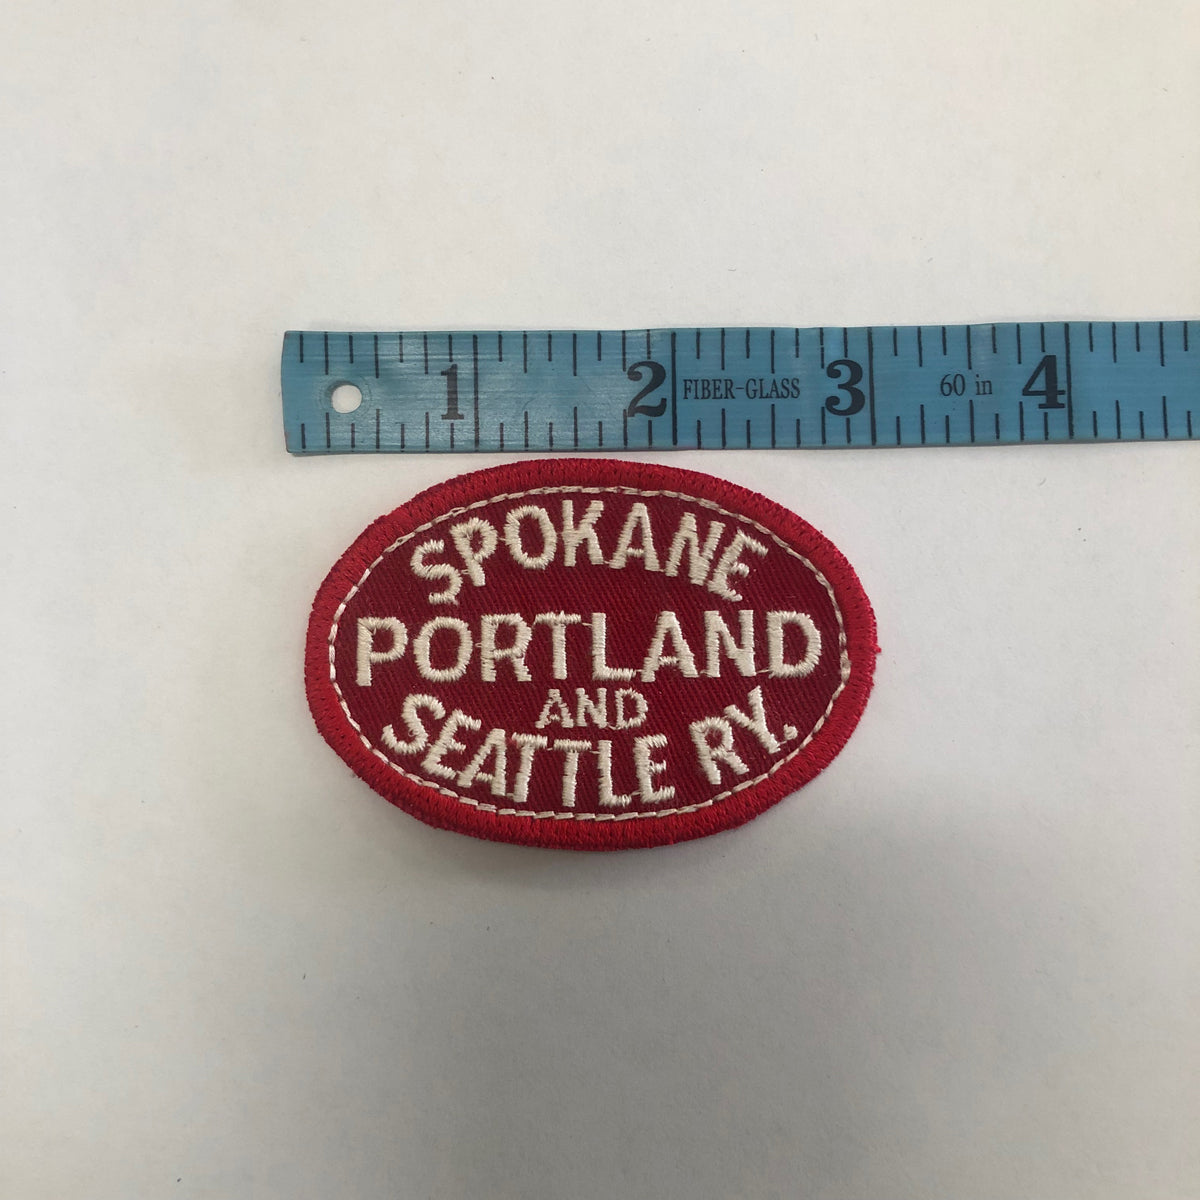 1 2 FIBER-GLASS 3 60 in 4
SPOKANE
PORTLAND
AND
SEATTLE RY.